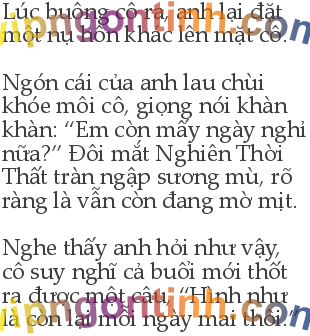 Lúc buông cô ra, anh lại đặt
một nụ hôn khác lên mắt cô.
Ngón cái của anh lau chùi
khóe môi cô, giọng nói khàn
khàn: “Em còn mấy ngày nghỉ
nữa?” Đôi mắt Nghiên Thời
Thất tràn ngập sương mù, rõ
ràng là vẫn còn đang mờ mịt.
Nghe thấy anh hỏi như vậy,
cô suy nghĩ cả buổi mới thốt
ra được một câu, “Hình như
là còn lại mỗi ngày mai thôi.”